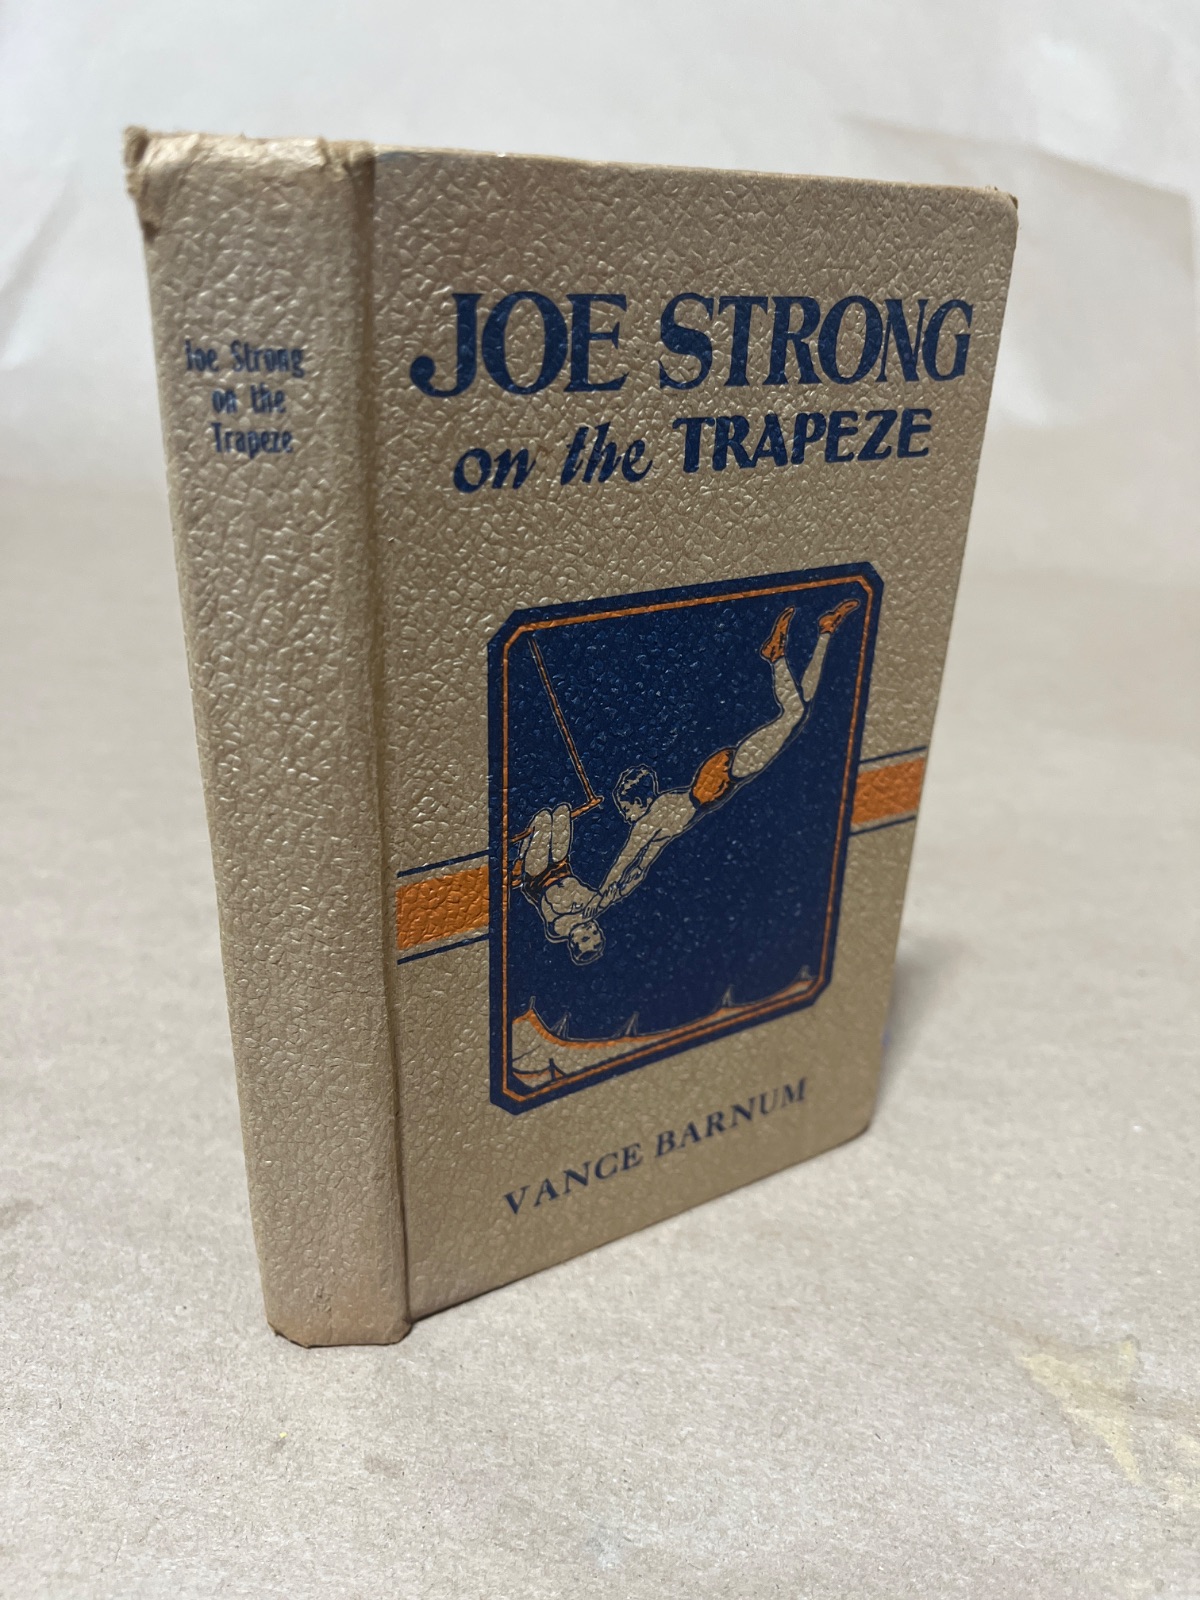 Joe Strong
on the
Trapeze
JOE STRONG
on the TRAPEZE
VANCE BARNUM